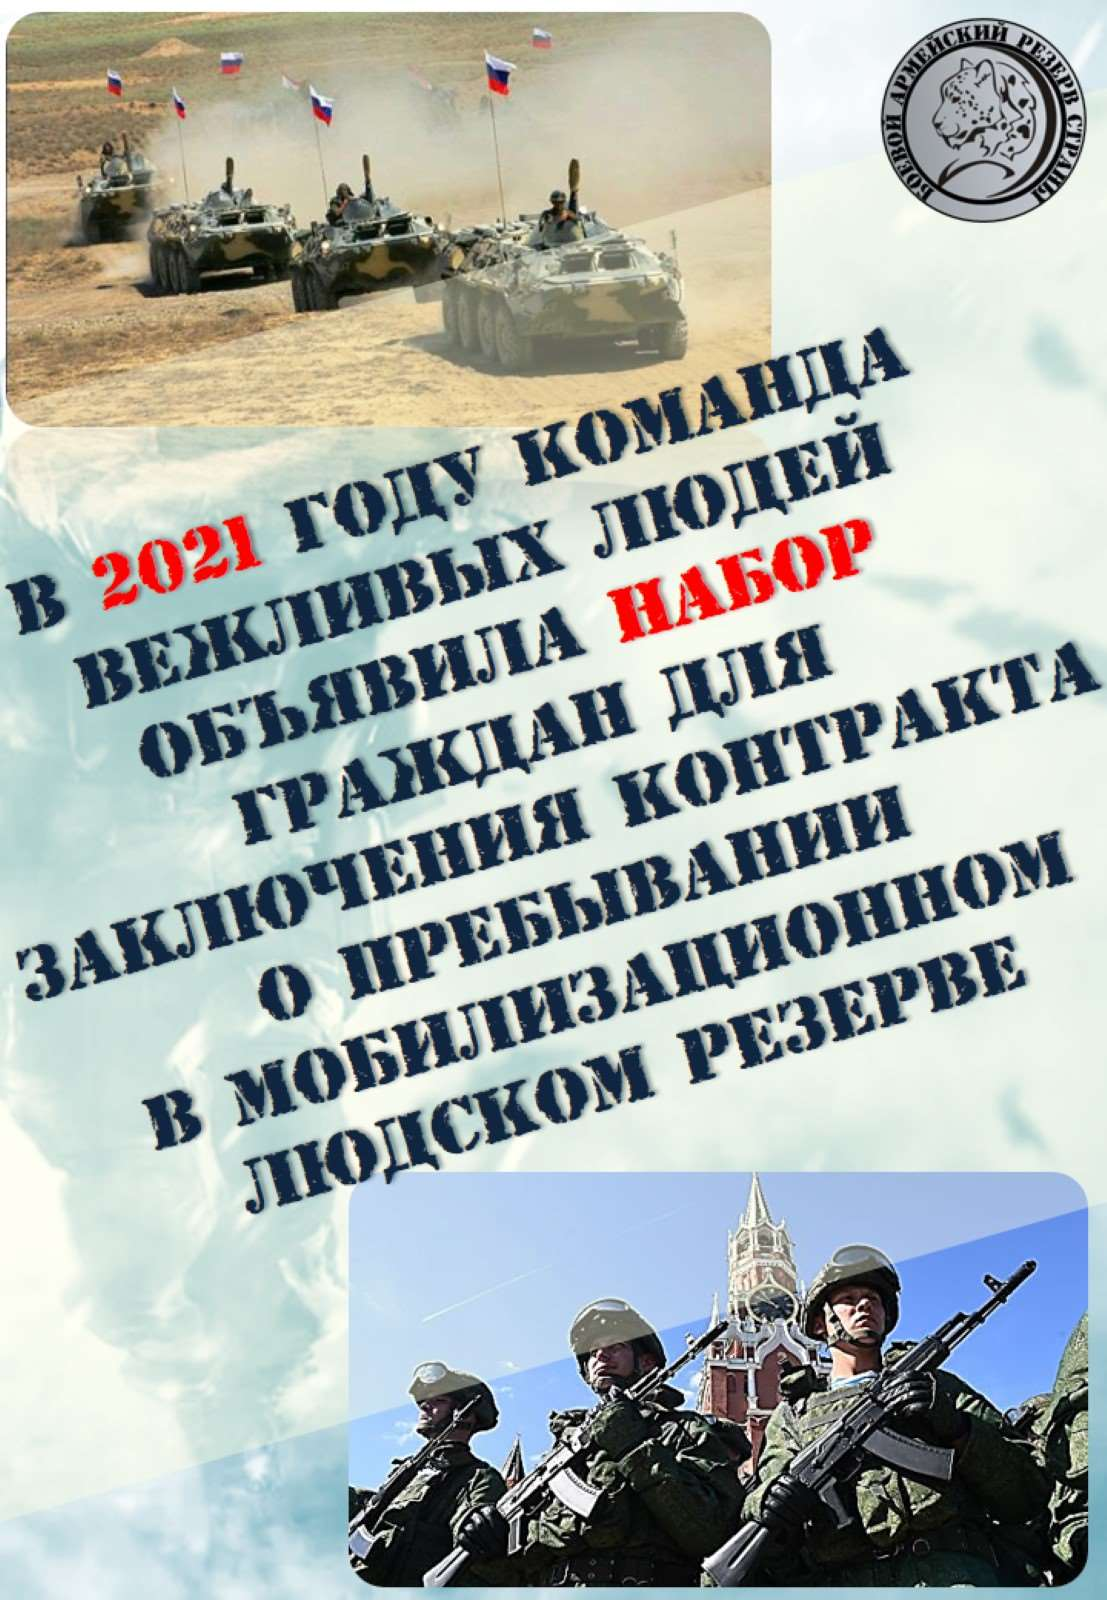 БОЕВОЙ АРМЕЙСКИЙ РЕЗЕРВ СТРАНЫ
В 2021 ГОДУ КОМАНДА
ВЕЖЛИВЫХ ЛЮДЕЙ
ОБЪЯВИЛА НАБОР
ГРАЖДАН ДЛЯ
ЗАКЛЮЧЕНИЯ КОНТРАКТА
О ПРЕБЫВАНИИ
В МОБИЛИЗАЦИОННОМ
ЛЮДСКОМ РЕЗЕРВЕ